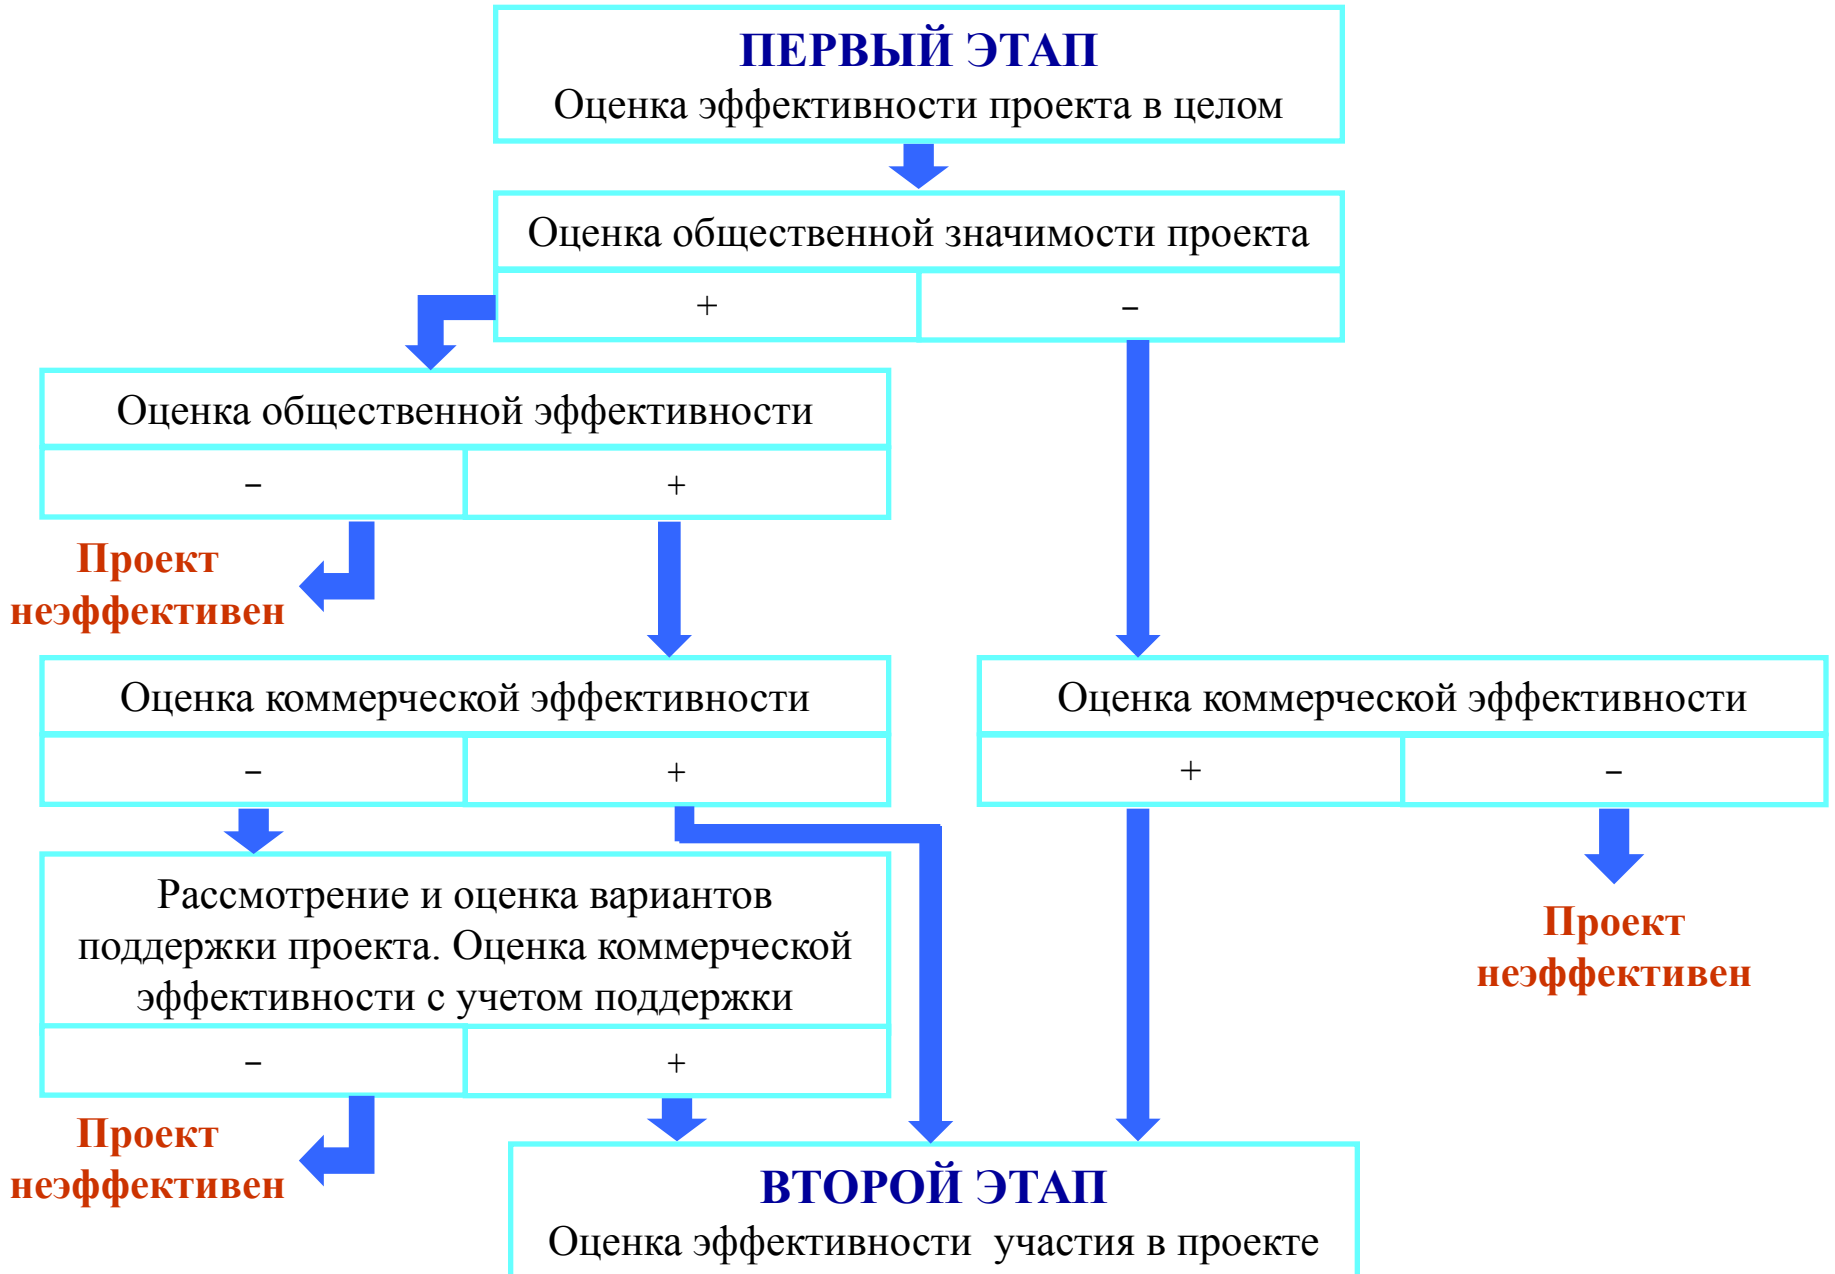 ПЕРВЫЙ ЭТАП
Оценка эффективности проекта в целом
Оценка общественной значимости проекта
+
–
Оценка общественной эффективности
–
+
Проект
неэффективен
Оценка коммерческой эффективности
–
+
Оценка коммерческой эффективности
+
–
Рассмотрение и оценка вариантов
поддержки проекта. Оценка коммерческой
эффективности с учетом поддержки
–
+
Проект
неэффективен
Проект
неэффективен
ВТОРОЙ ЭТАП
Оценка эффективности участия в проекте